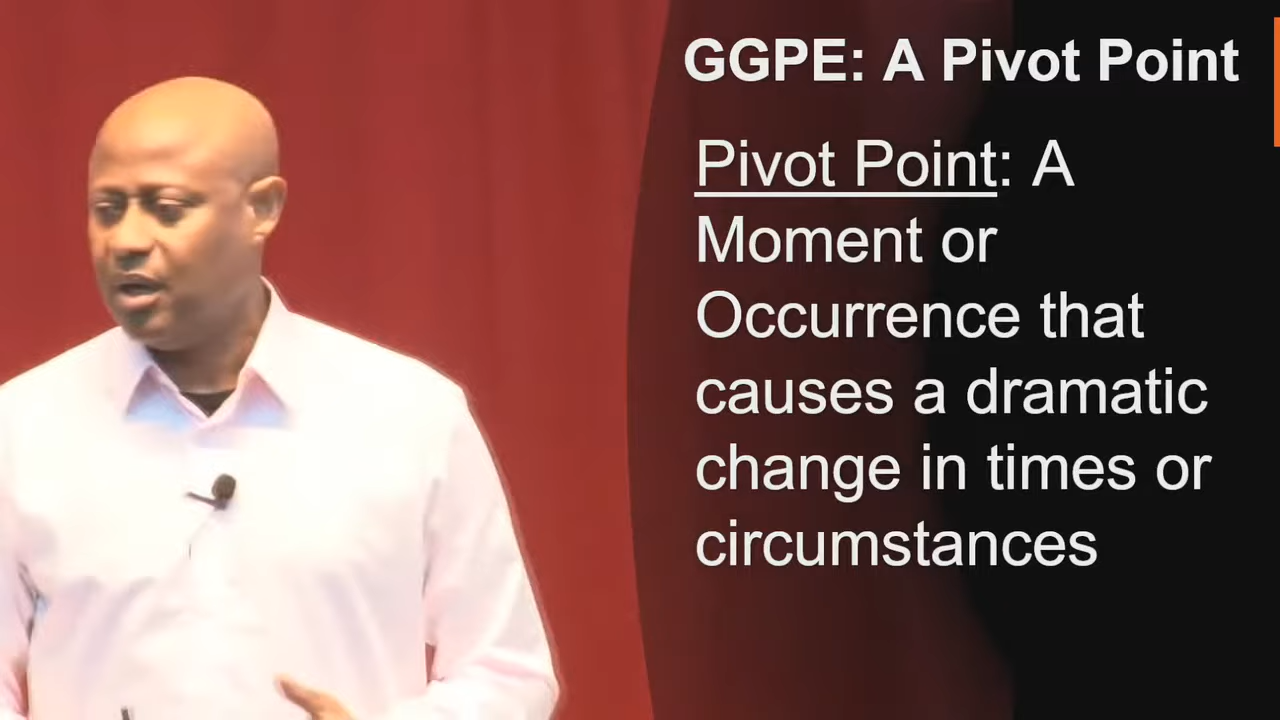 GGPE: A Pivot Point
Pivot Point: A
Moment or
Occurrence that
causes a dramatic
change in times or
circumstances